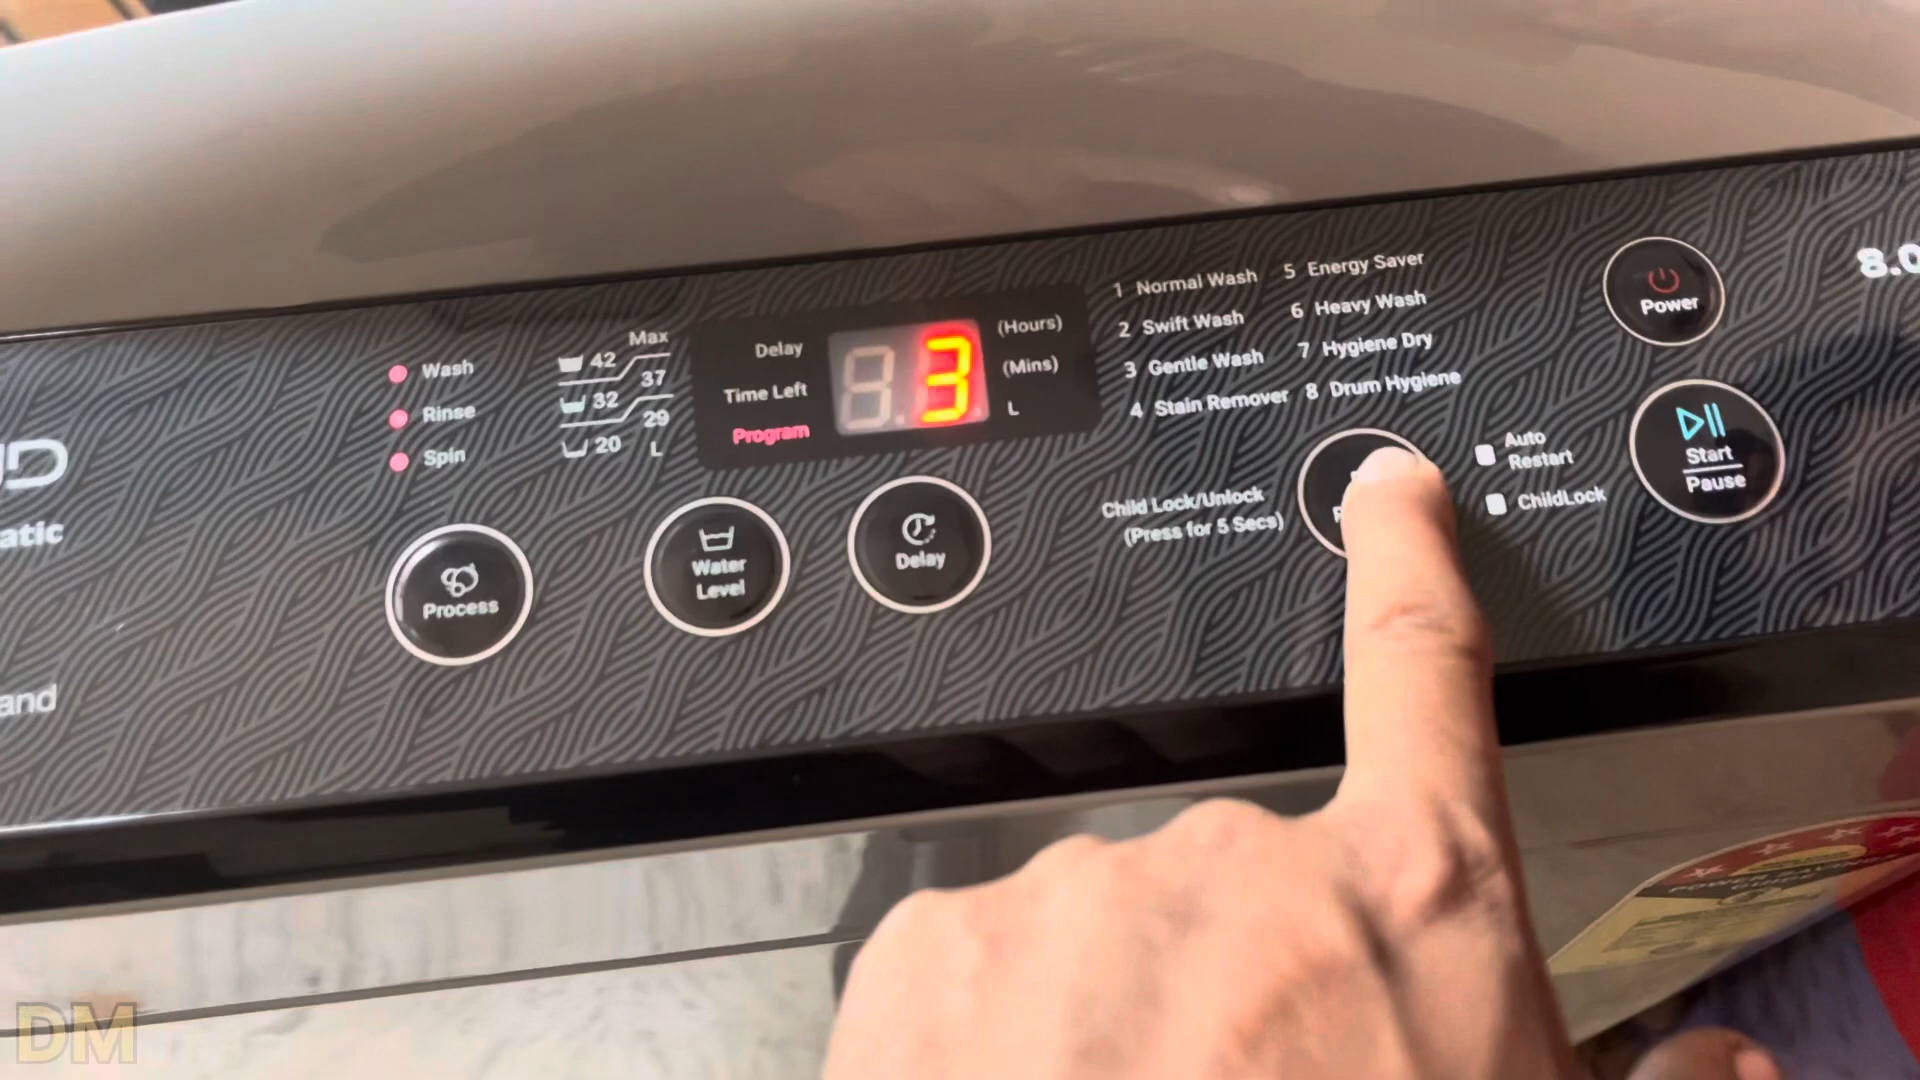 Wash
Rinse
Spin
Max
42
37
32
29
20
L
Delay
Time Left
Program
3
(Hours)
(Mins)
L
1 Normal Wash
2 Swift Wash
3 Gentle Wash
4 Stain Remover
5 Energy Saver
6 Heavy Wash
7 Hygiene Dry
8 Drum Hygiene
Power
8.0
atic
and
Process
Water
Level
Delay
Child Lock/Unlock
(Press for 5 Secs)
Auto
Restart
ChildLock
Start
Pause
DM